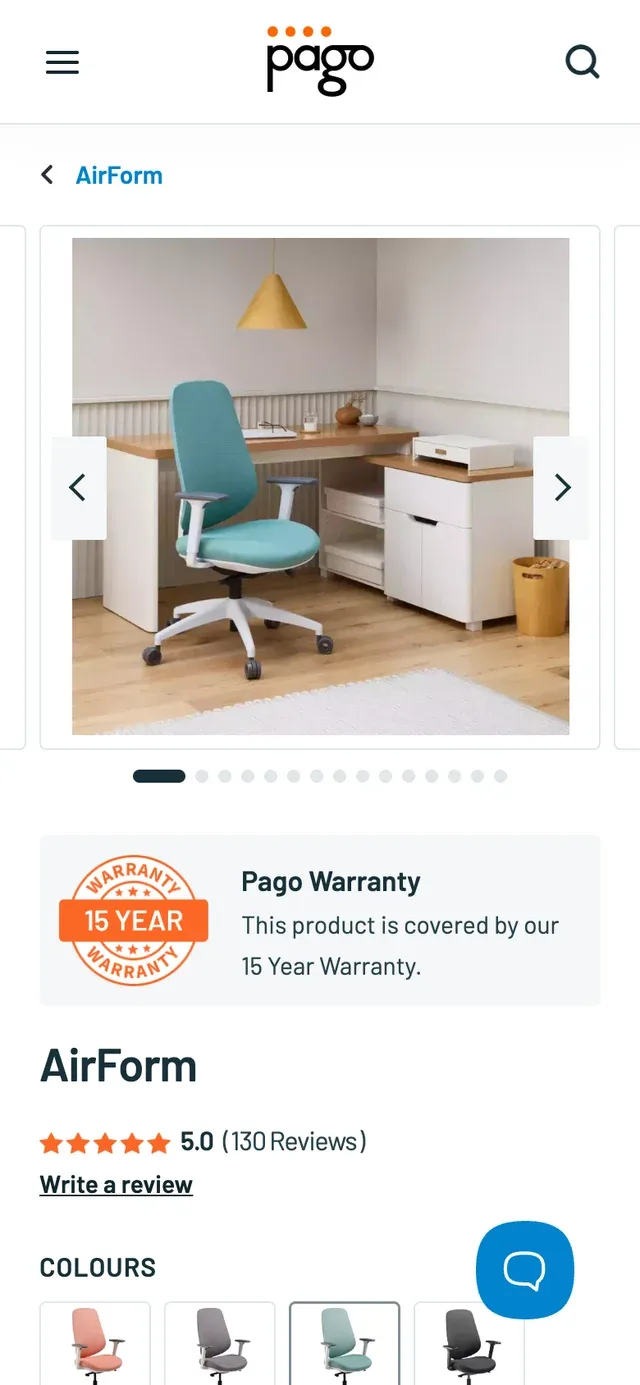 pago
AirForm
WARRANTY
15 YEAR
WARRANTY
Pago Warranty
This product is covered by our
15 Year Warranty.
AirForm
5.0 (130 Reviews)
Write a review
COLOURS